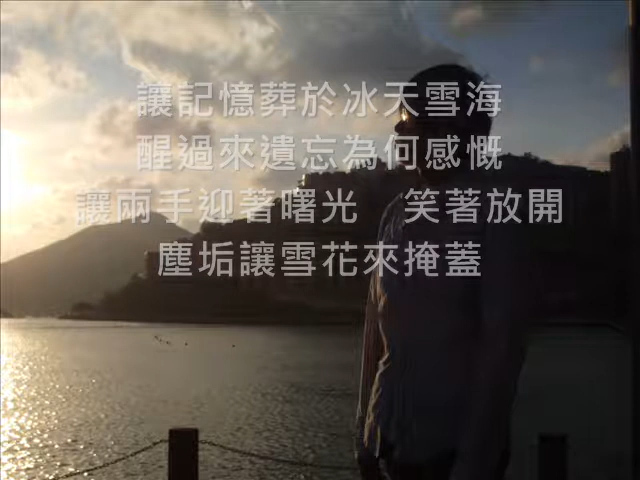 讓記憶葬於冰天雪海
醒過來遺忘為何感慨
讓兩手迎著曙光 笑著放開
塵垢讓雪花來掩蓋